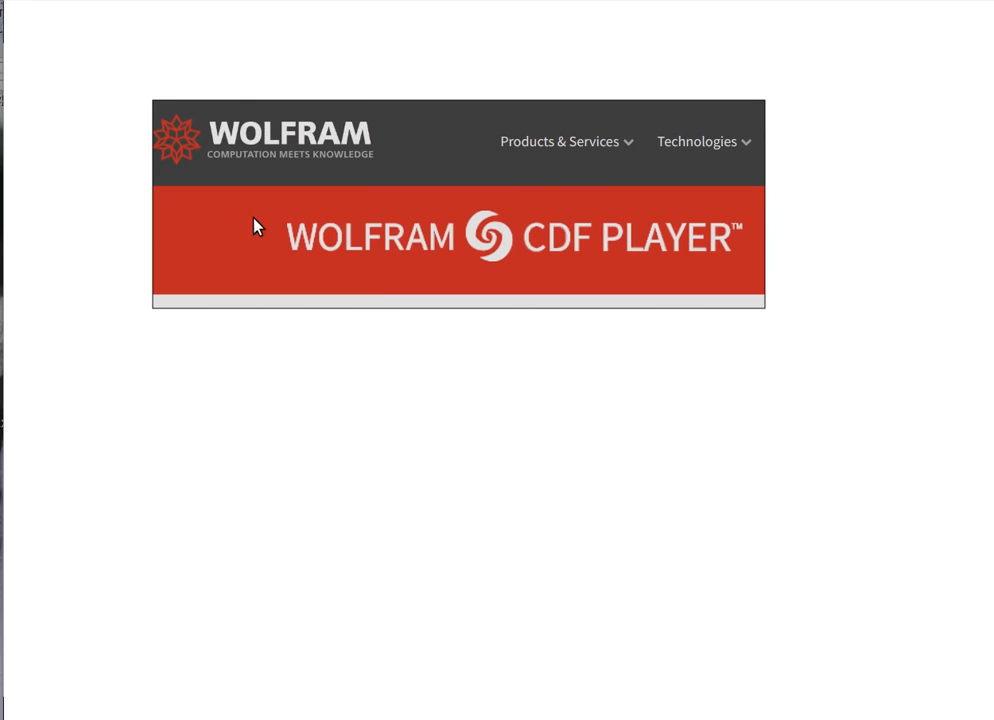 WOLFRAM
COMPUTATION MEETS KNOWLEDGE
Products & Services
Technologies
WOLFRAM CDF PLAYER™